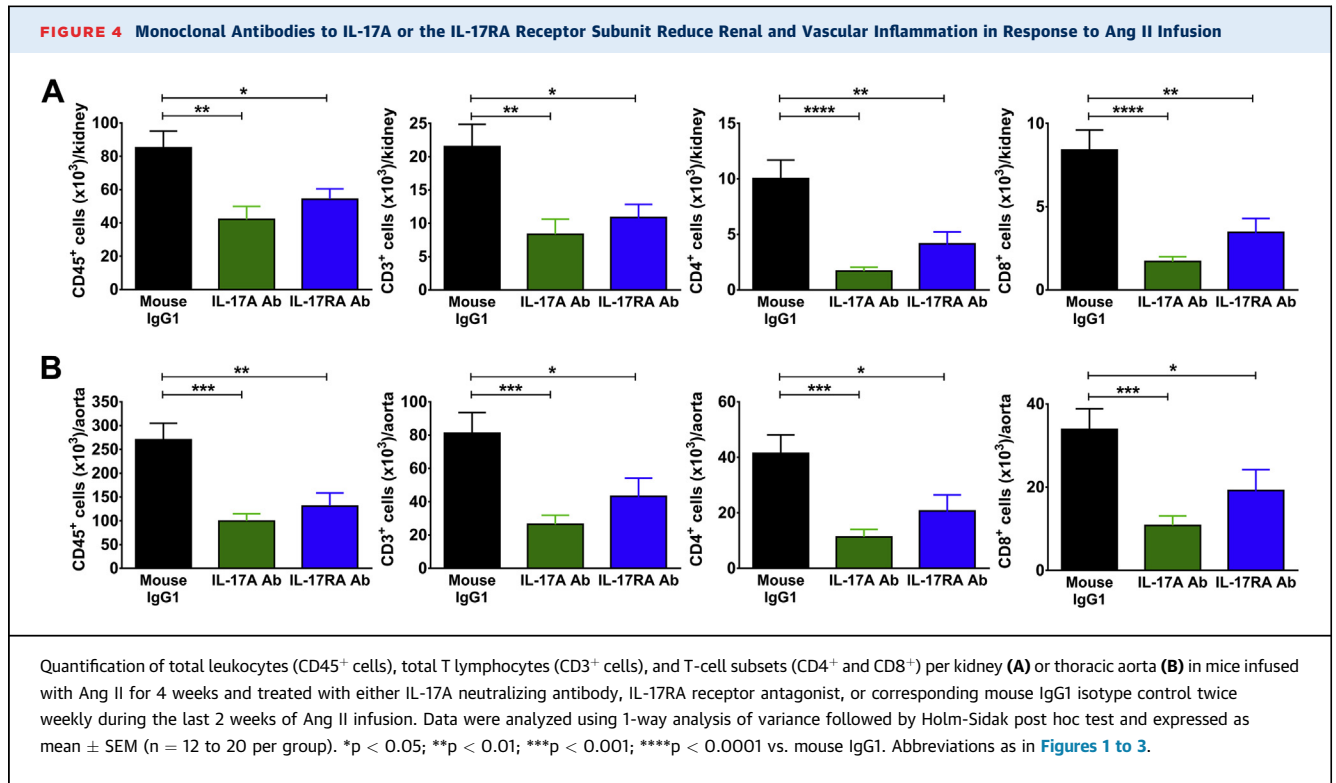 FIGURE 4 Monoclonal Antibodies to IL-17A or the IL-17RA Receptor Subunit Reduce Renal and Vascular Inflammation in Response to Ang II Infusion
A
CD45+ cells (x10³)/kidney
100
80
60
40
20
0
*
**
Mouse IgG1
IL-17A Ab
IL-17RA Ab
CD3+ cells (x10³)/kidney
25
20
15
10
5
0
*
**
Mouse IgG1
IL-17A Ab
IL-17RA Ab
CD4+ cells (x10³)/kidney
15
10
5
0
**
****
Mouse IgG1
IL-17A Ab
IL-17RA Ab
CD8+ cells (x10³)/kidney
10
5
0
**
****
Mouse IgG1
IL-17A Ab
IL-17RA Ab
B
CD45+ cells (x10³)/aorta
350
300
250
200
150
100
50
0
**
***
Mouse IgG1
IL-17A Ab
IL-17RA Ab
CD3+ cells (x10³)/aorta
100
80
60
40
20
0
*
***
Mouse IgG1
IL-17A Ab
IL-17RA Ab
CD4+ cells (x10³)/aorta
60
40
20
0
*
***
Mouse IgG1
IL-17A Ab
IL-17RA Ab
CD8+ cells (x10³)/aorta
40
20
0
*
***
Mouse IgG1
IL-17A Ab
IL-17RA Ab
Quantification of total leukocytes (CD45+ cells), total T lymphocytes (CD3+ cells), and T-cell subsets (CD4+ and CD8+) per kidney (A) or thoracic aorta (B) in mice infused
with Ang II for 4 weeks and treated with either IL-17A neutralizing antibody, IL-17RA receptor antagonist, or corresponding mouse IgG1 isotype control twice
weekly during the last 2 weeks of Ang II infusion. Data were analyzed using 1-way analysis of variance followed by Holm-Sidak post hoc test and expressed as
mean ± SEM (n = 12 to 20 per group). *p < 0.05; **p < 0.01; ***p < 0.001; ****p < 0.0001 vs. mouse IgG1. Abbreviations as in Figures 1 to 3.